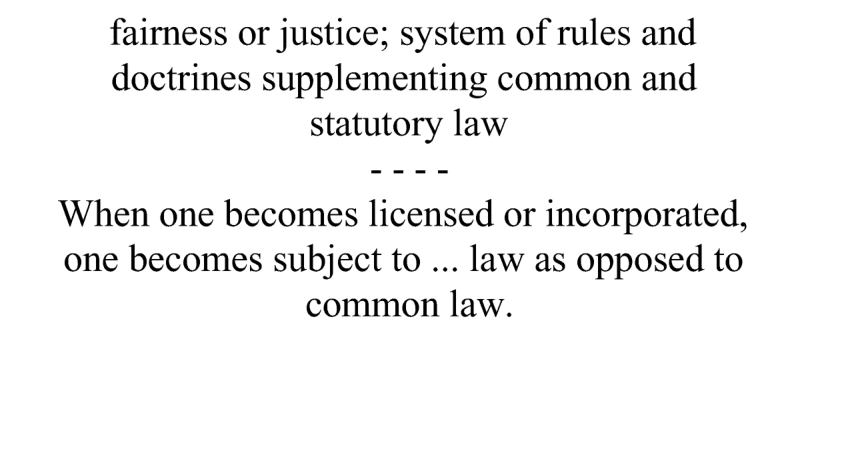 fairness or justice; system of rules and
doctrines supplementing common and
statutory law
- - - -
When one becomes licensed or incorporated,
one becomes subject to ... law as opposed to
common law.